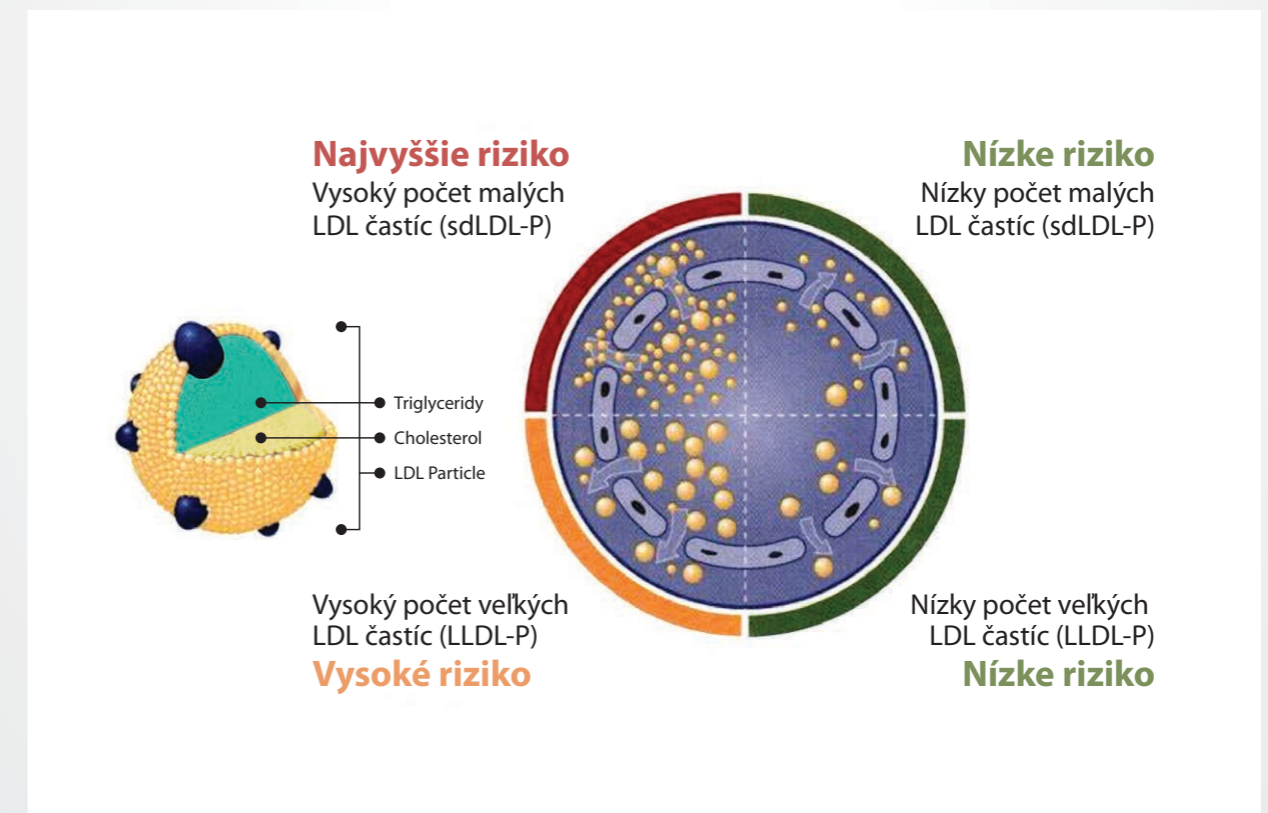 Najvyššie riziko
Vysoký počet malých
LDL častíc (sdLDL-P)
Nízke riziko
Nízky počet malých
LDL častíc (sdLDL-P)
Triglyceridy
Cholesterol
LDL Particle
Vysoký počet veľkých
LDL častíc (LLDL-P)
Vysoké riziko
Nízky počet veľkých
LDL častíc (LLDL-P)
Nízke riziko